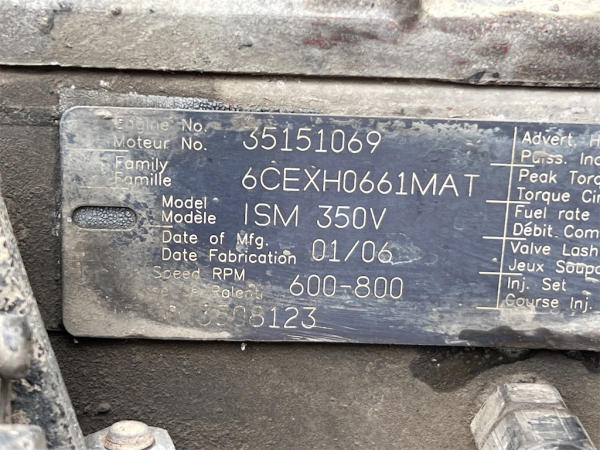 Engine No.
Moteur No. 35151069
Family
Famille 6CEXH0661MAT
Model
Modèle ISM 350V
Date of Mfg.
Date Fabrication 01/06
Speed RPM 600-800
3508123
Advert. H
Puiss. Ind
Peak Torq
Torque Cir
Fuel rate
Débit. Com
Valve Lash
Jeux Soupa
Inj. Set
Course Inj.